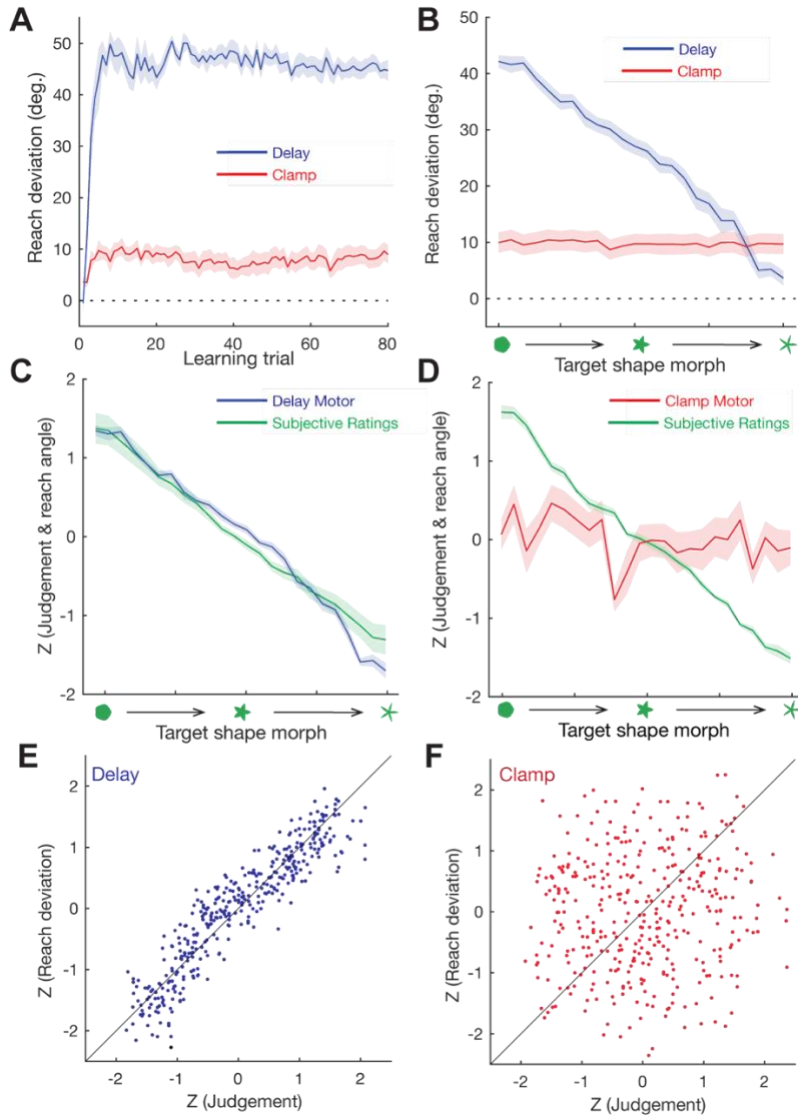 A
Reach deviation (deg.)
50
40
30
20
10
0
Delay
Clamp
0
20
40
60
80
Learning trial
B
Reach deviation (deg.)
50
40
30
20
10
0
Delay
Clamp
Target shape morph
C
Z (Judgement & reach angle)
2
1
0
-1
-2
Delay Motor
Subjective Ratings
Target shape morph
D
Z (Judgement & reach angle)
2
1
0
-1
-2
Clamp Motor
Subjective Ratings
Target shape morph
E
Delay
Z (Reach deviation)
2
1
0
-1
-2
-2
-1
0
1
2
Z (Judgement)
F
Clamp
Z (Reach deviation)
2
1
0
-1
-2
-2
-1
0
1
2
Z (Judgement)